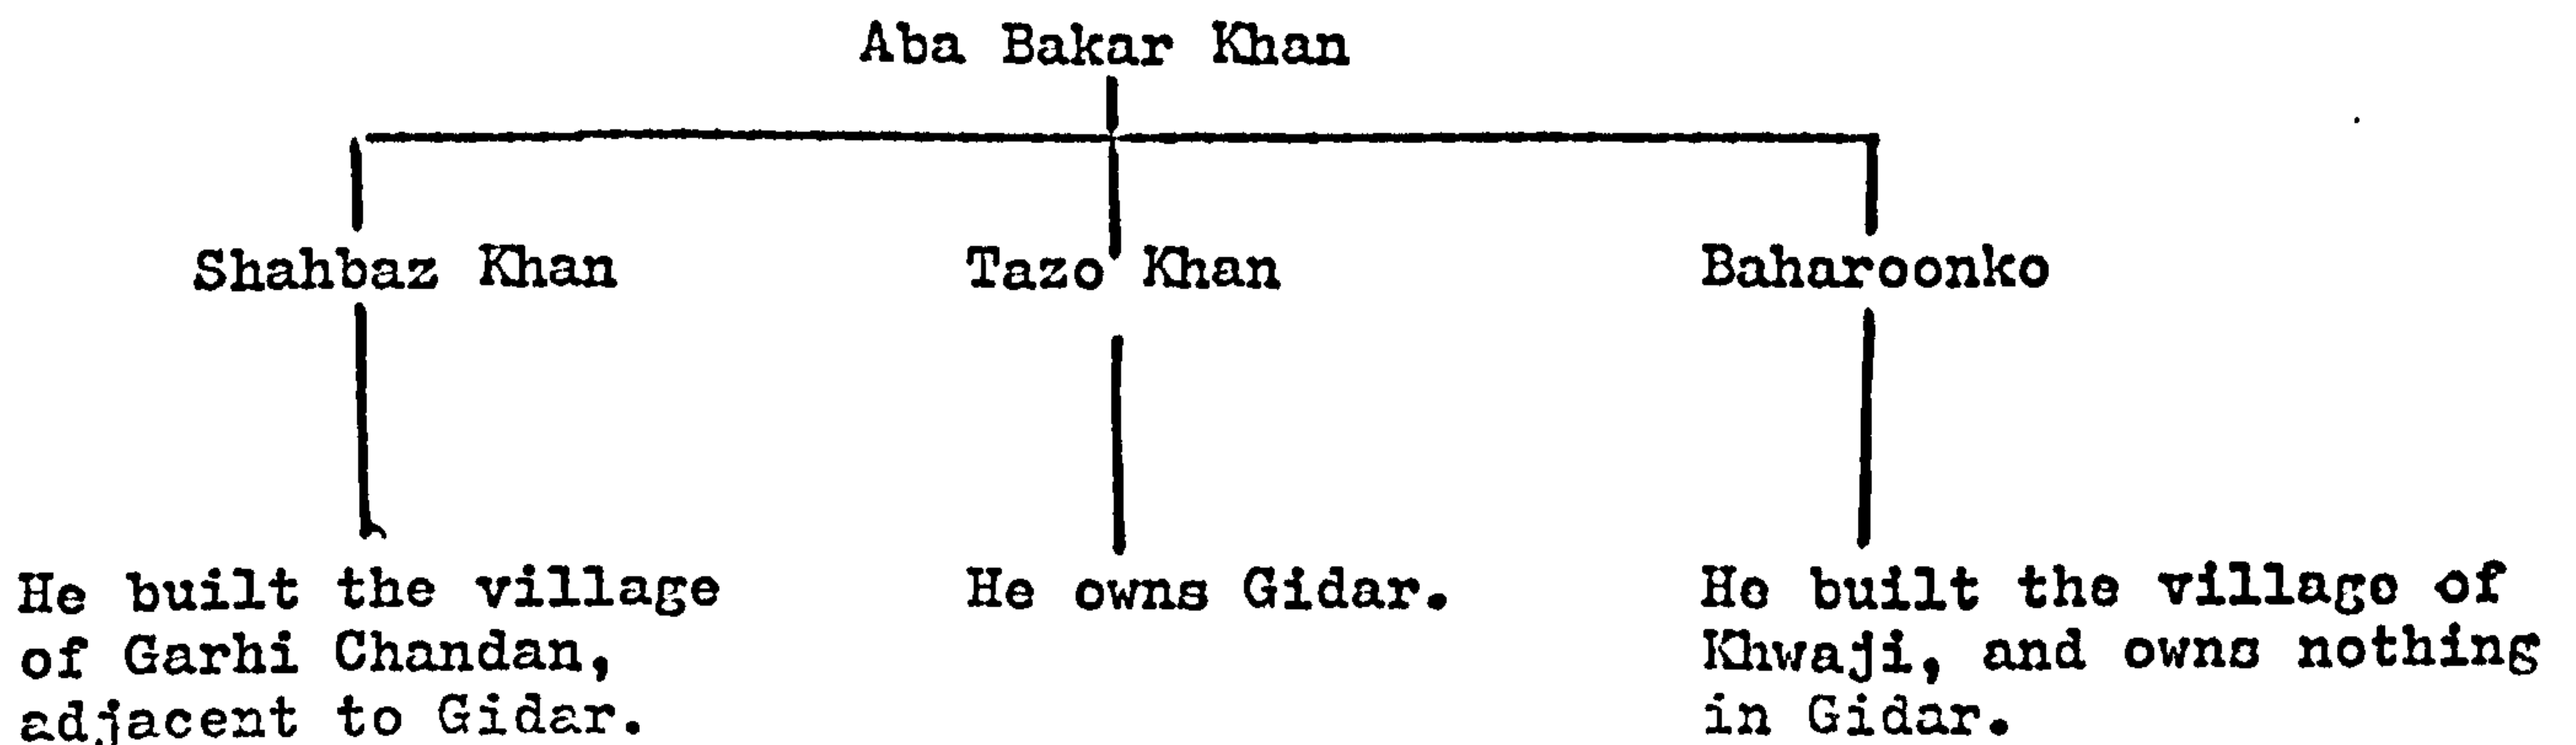 Aba Bakar Khan
Shahbaz Khan
Tazo Khan
Baharoonko
He built the village
of Garhi Chandan,
adjacent to Gidar.
He owns Gidar.
He built the village of
Khwaji, and owns nothing
in Gidar.